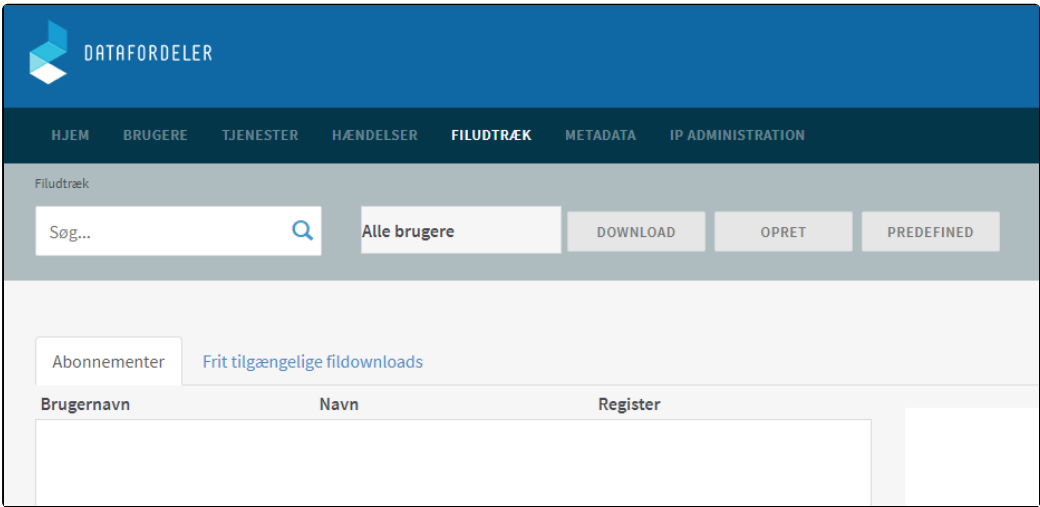 DATAFORDELER
HJEM BRUGERE TJENESTER HÆNDELSER FILUDTRÆK METADATA IP ADMINISTRATION
Filudtræk
Søg... Alle brugere DOWNLOAD OPRET PREDEFINED
Abonnementer Frit tilgængelige fildownloads
Brugernavn Navn Register